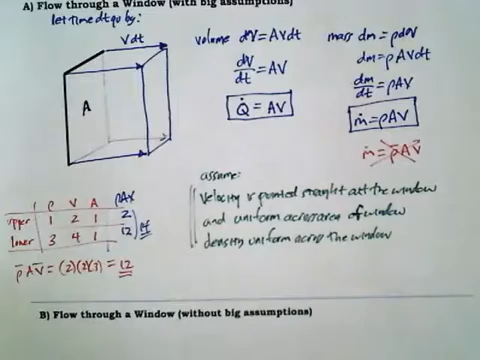 A) Flow through a Window (with big assumptions)
let time dt go by:
Vdt
A
volume dV = AVdt
dV/dt = AV
Q̇ = AV
mass dm = ρdV
dm = ρAVdt
dm/dt = ρAV
ṁ = ρAV
ṁ = ρ̄AV̄
assume:
velocity is pointed straight at the window
and uniform across area of window
density uniform across the window
ρ V A ρAV
upper 1 2 1 2
lower 3 4 1 12
ρ̄AV̄ = (2)(2)(3) = 12
B) Flow through a Window (without big assumptions)